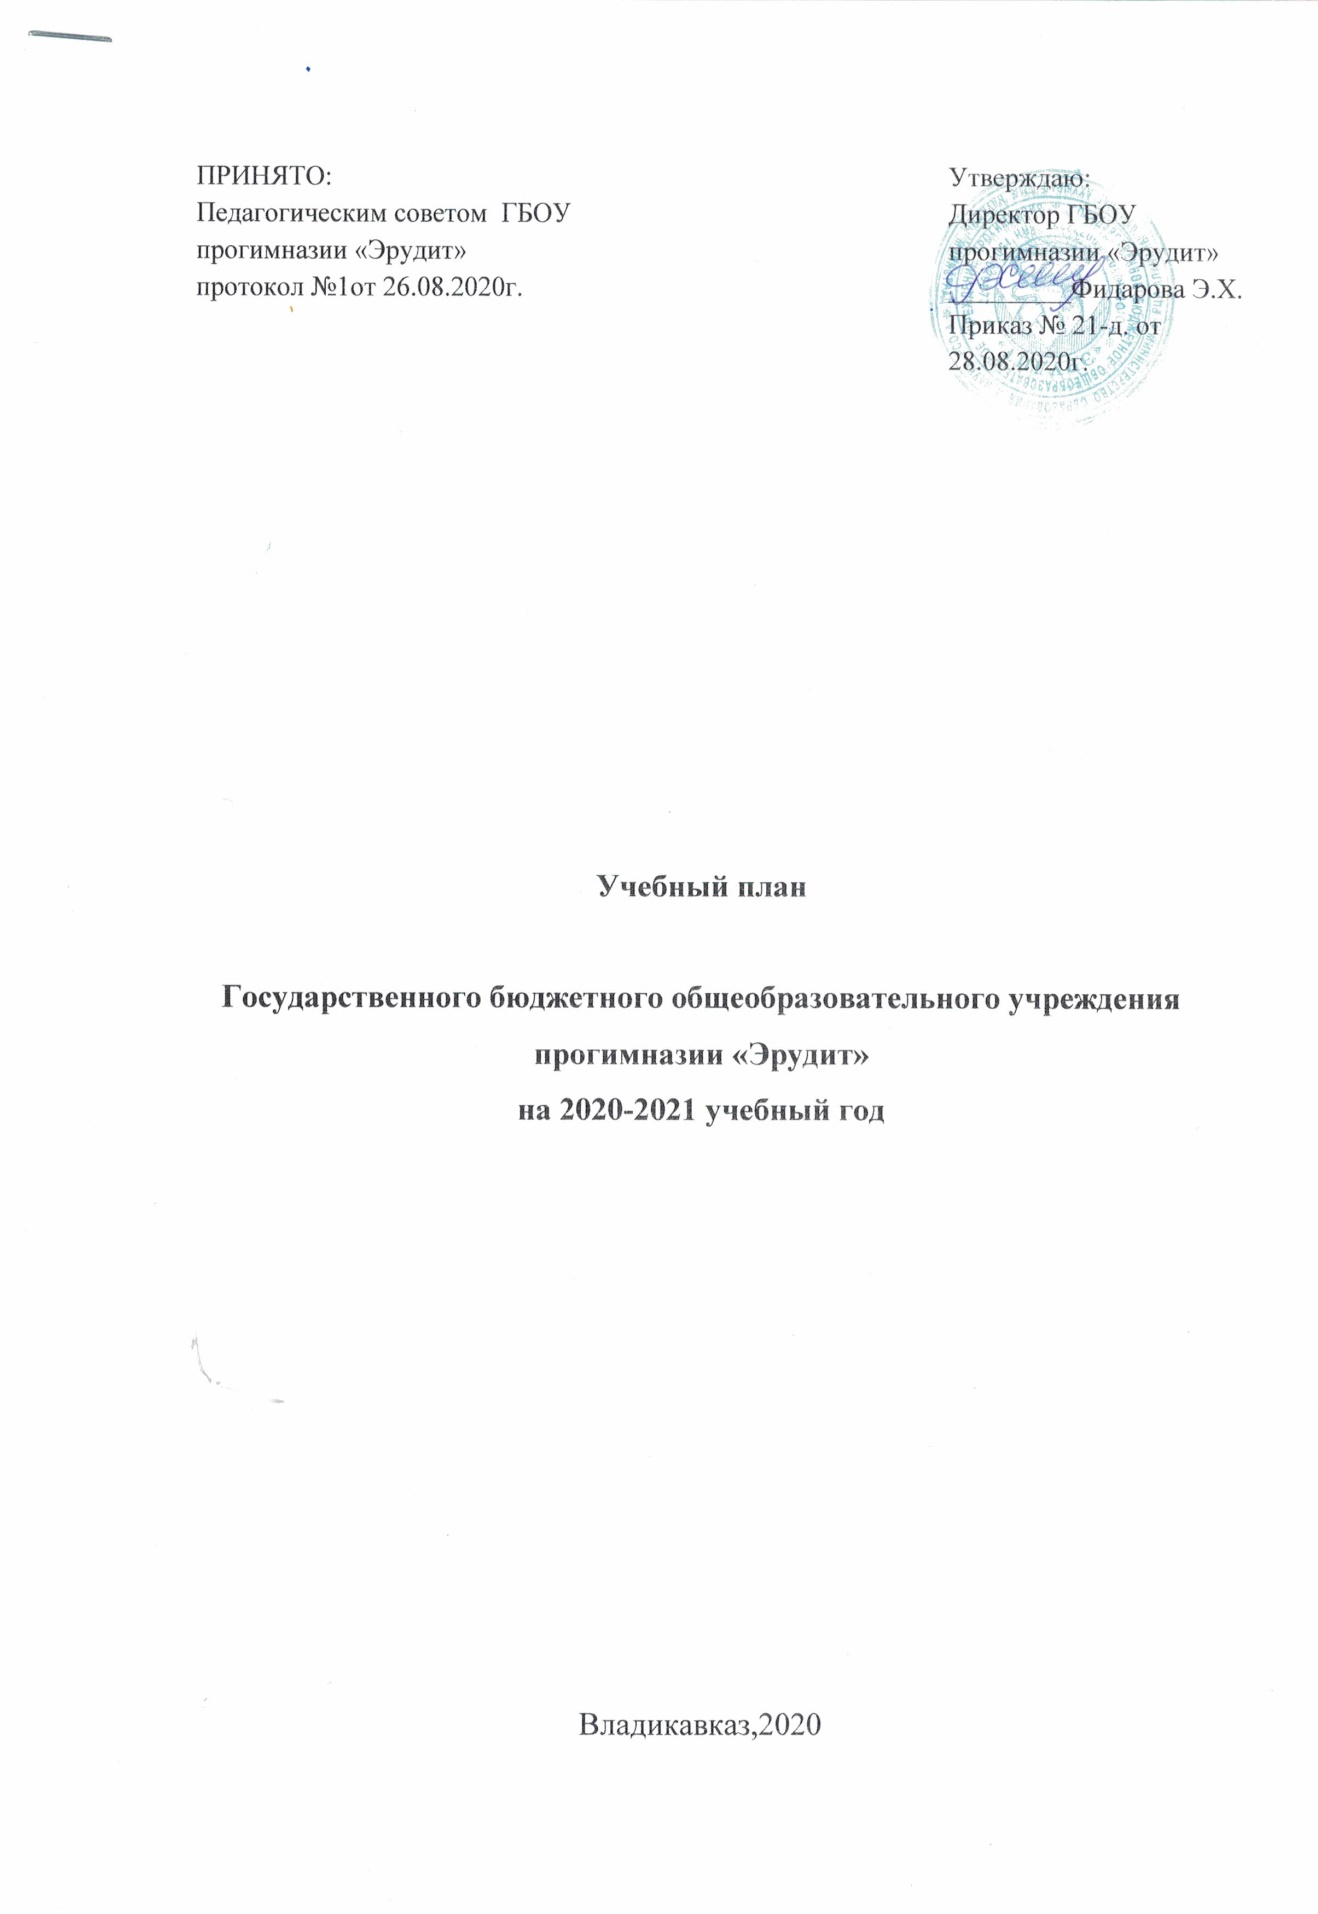 ПРИНЯТО:
Педагогическим советом ГБОУ
прогимназии «Эрудит»
протокол №1от 26.08.2020г.
Утверждаю:
Директор ГБОУ
прогимназии «Эрудит»
_________Фидарова Э.Х.
Приказ № 21-д. от
28.08.2020г.
Учебный план
Государственного бюджетного общеобразовательного учреждения
прогимназии «Эрудит»
на 2020-2021 учебный год
Владикавказ,2020